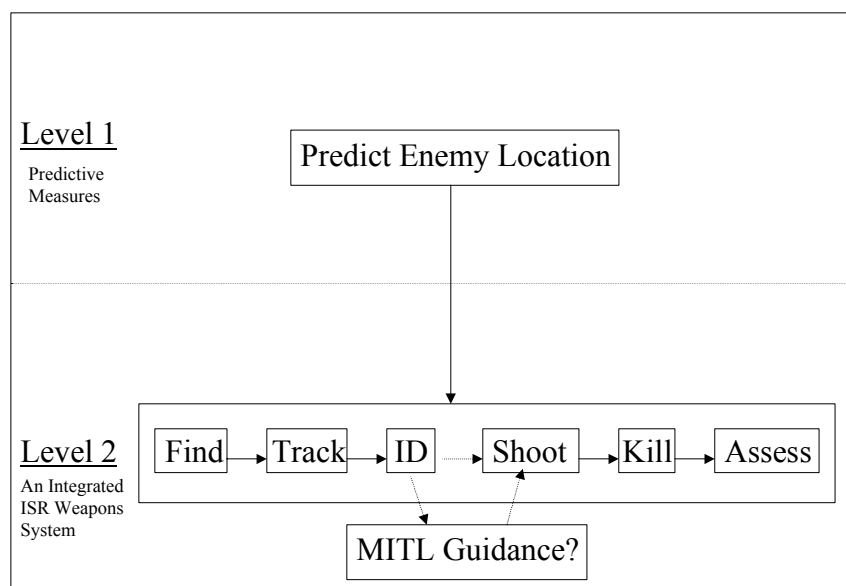 Level 1
Predictive
Measures
Predict Enemy Location
Level 2
An Integrated
ISR Weapons
System
Find
Track
ID
Shoot
Kill
Assess
MITL Guidance?